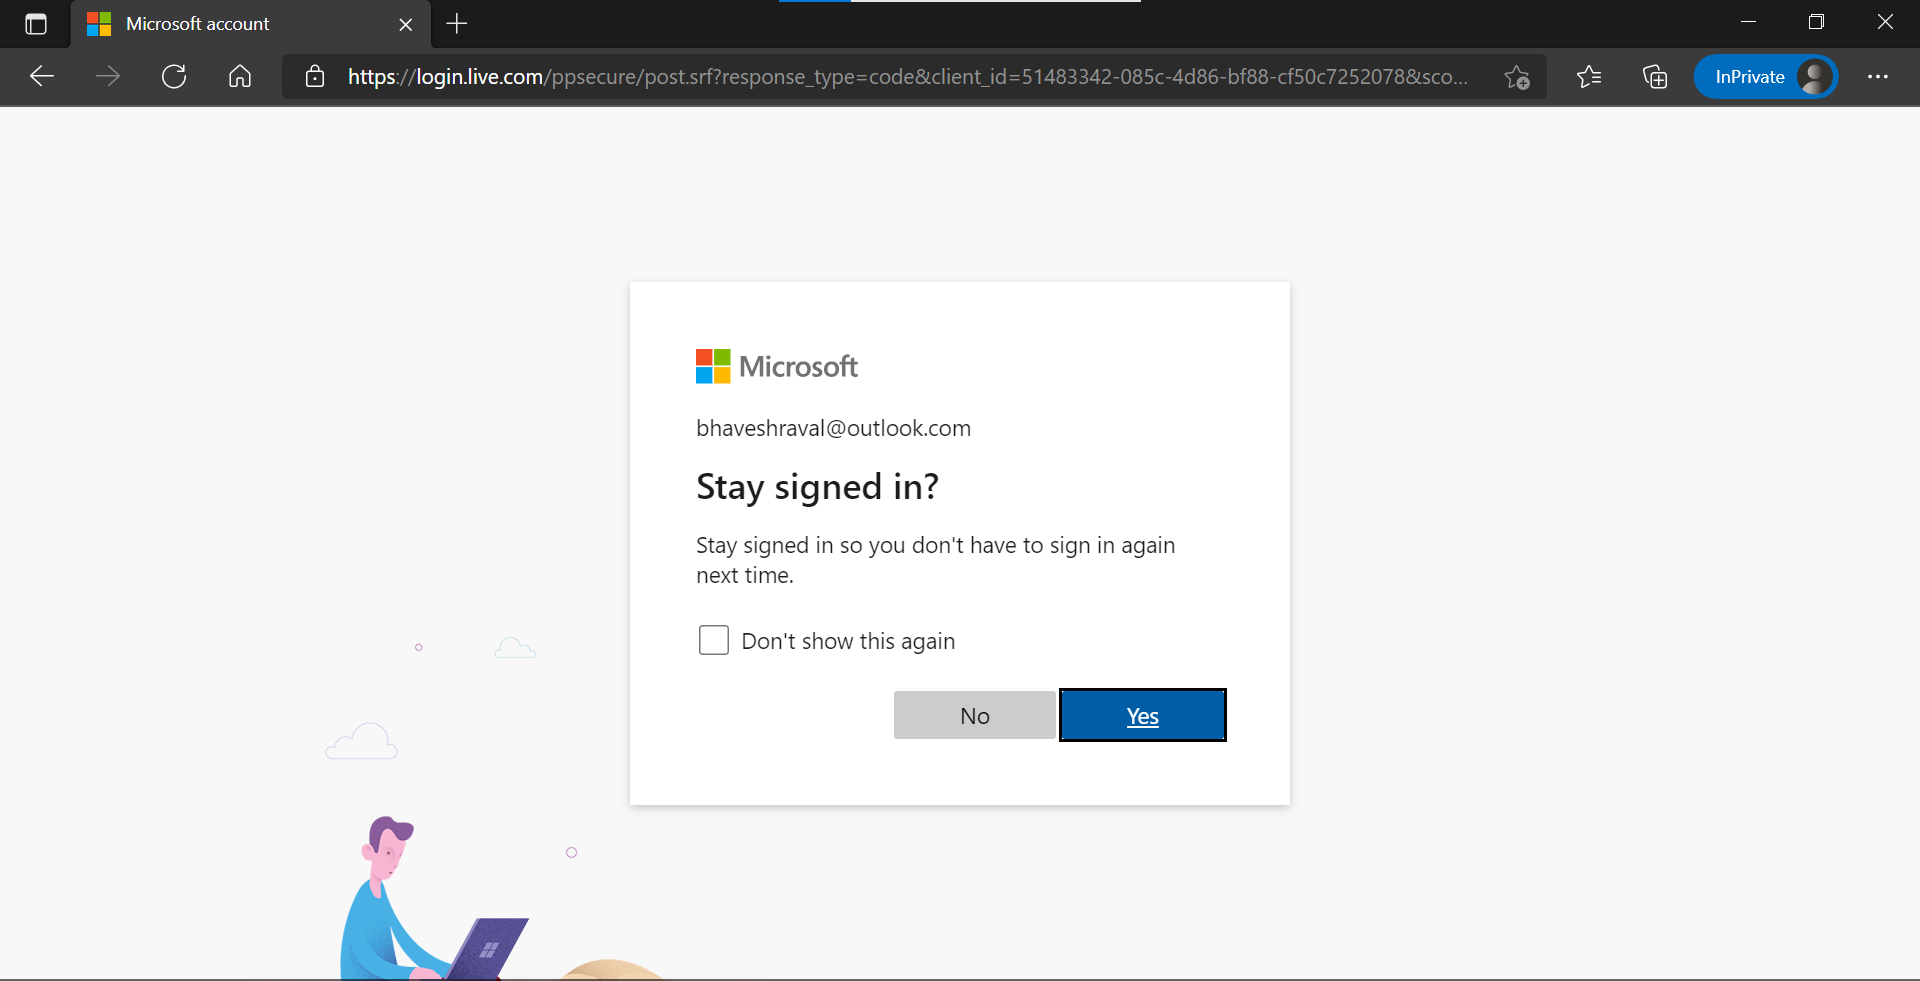 Microsoft account
https://login.live.com/ppsecure/post.srf?response_type=code&client_id=51483342-085c-4d86-bf88-cf50c7252078&sco...
InPrivate
Microsoft
bhaveshraval@outlook.com
Stay signed in?
Stay signed in so you don't have to sign in again
next time.
Don't show this again
No
Yes